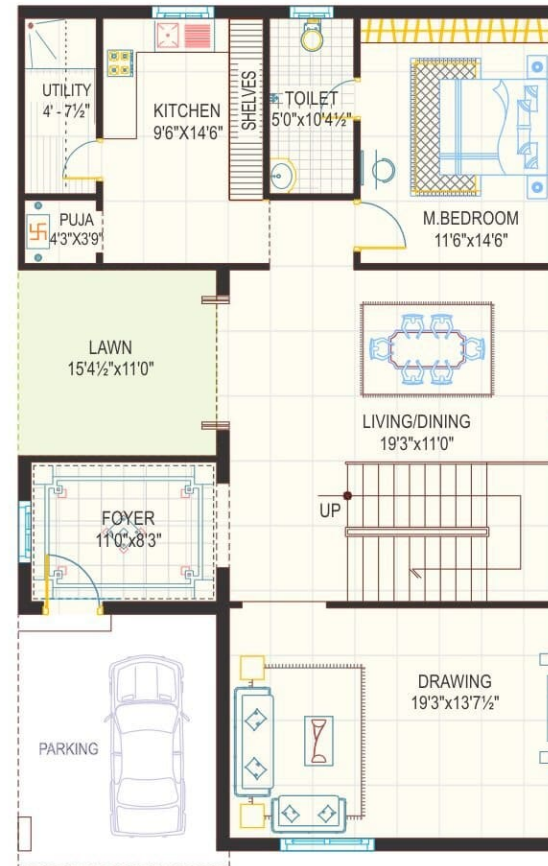 UTILITY
4' - 7½"
KITCHEN
9'6"X14'6"
SHELVES
TOILET
5'0"x10'4½"
M.BEDROOM
11'6"x14'6"
PUJA
4'3"X3'9"
LAWN
15'4½"x11'0"
LIVING/DINING
19'3"x11'0"
UP
FOYER
11'0"x8'3"
DRAWING
19'3"x13'7½"
PARKING